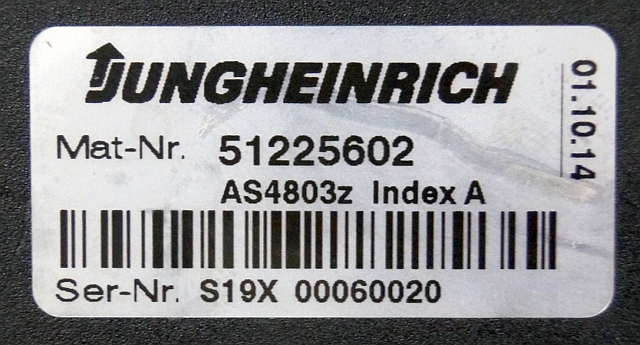 JUNGHEINRICH
Mat-Nr. 51225602
AS4803z Index A
Ser-Nr. S19X 00060020
01.10.14